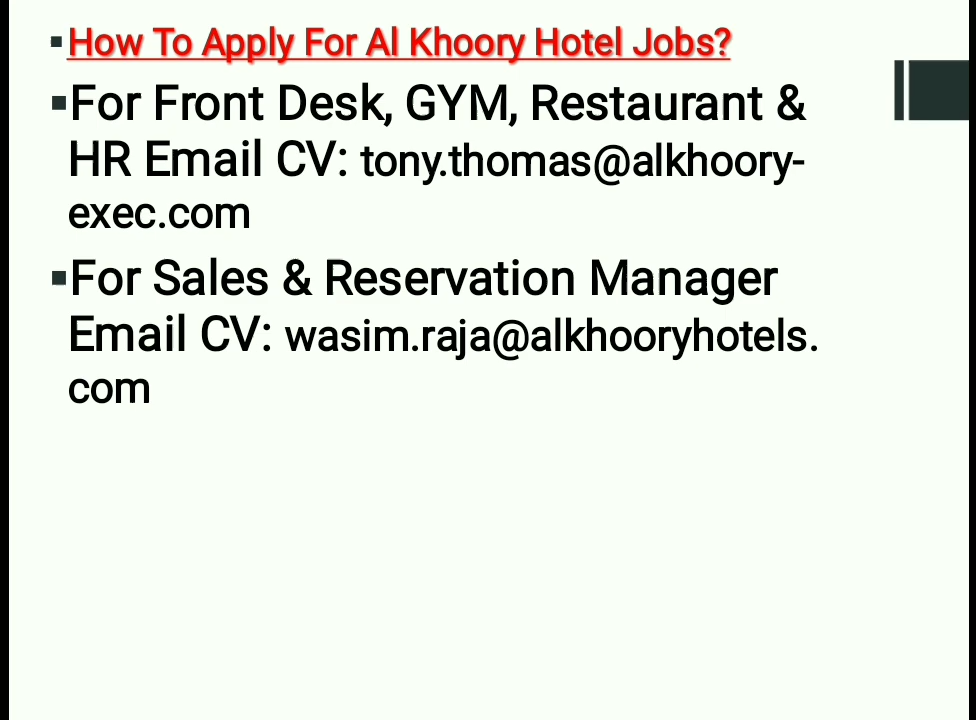 ▪How To Apply For Al Khoory Hotel Jobs?
▪For Front Desk, GYM, Restaurant &
HR Email CV: tony.thomas@alkhoory-
exec.com
▪For Sales & Reservation Manager
Email CV: wasim.raja@alkhooryhotels.
com